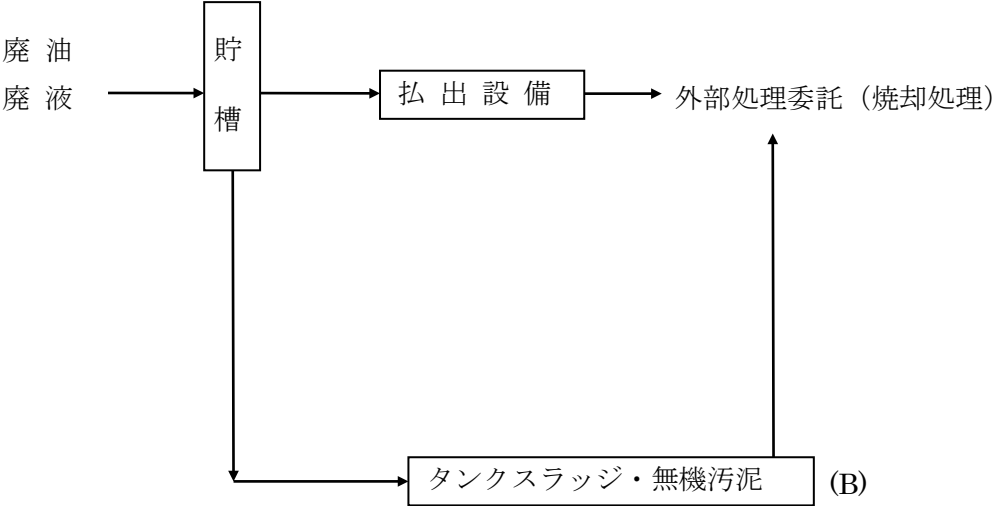 廃 油
廃 液
貯
槽
払 出 設 備
外部処理委託（焼却処理）
タンクスラッジ・無機汚泥
(B)